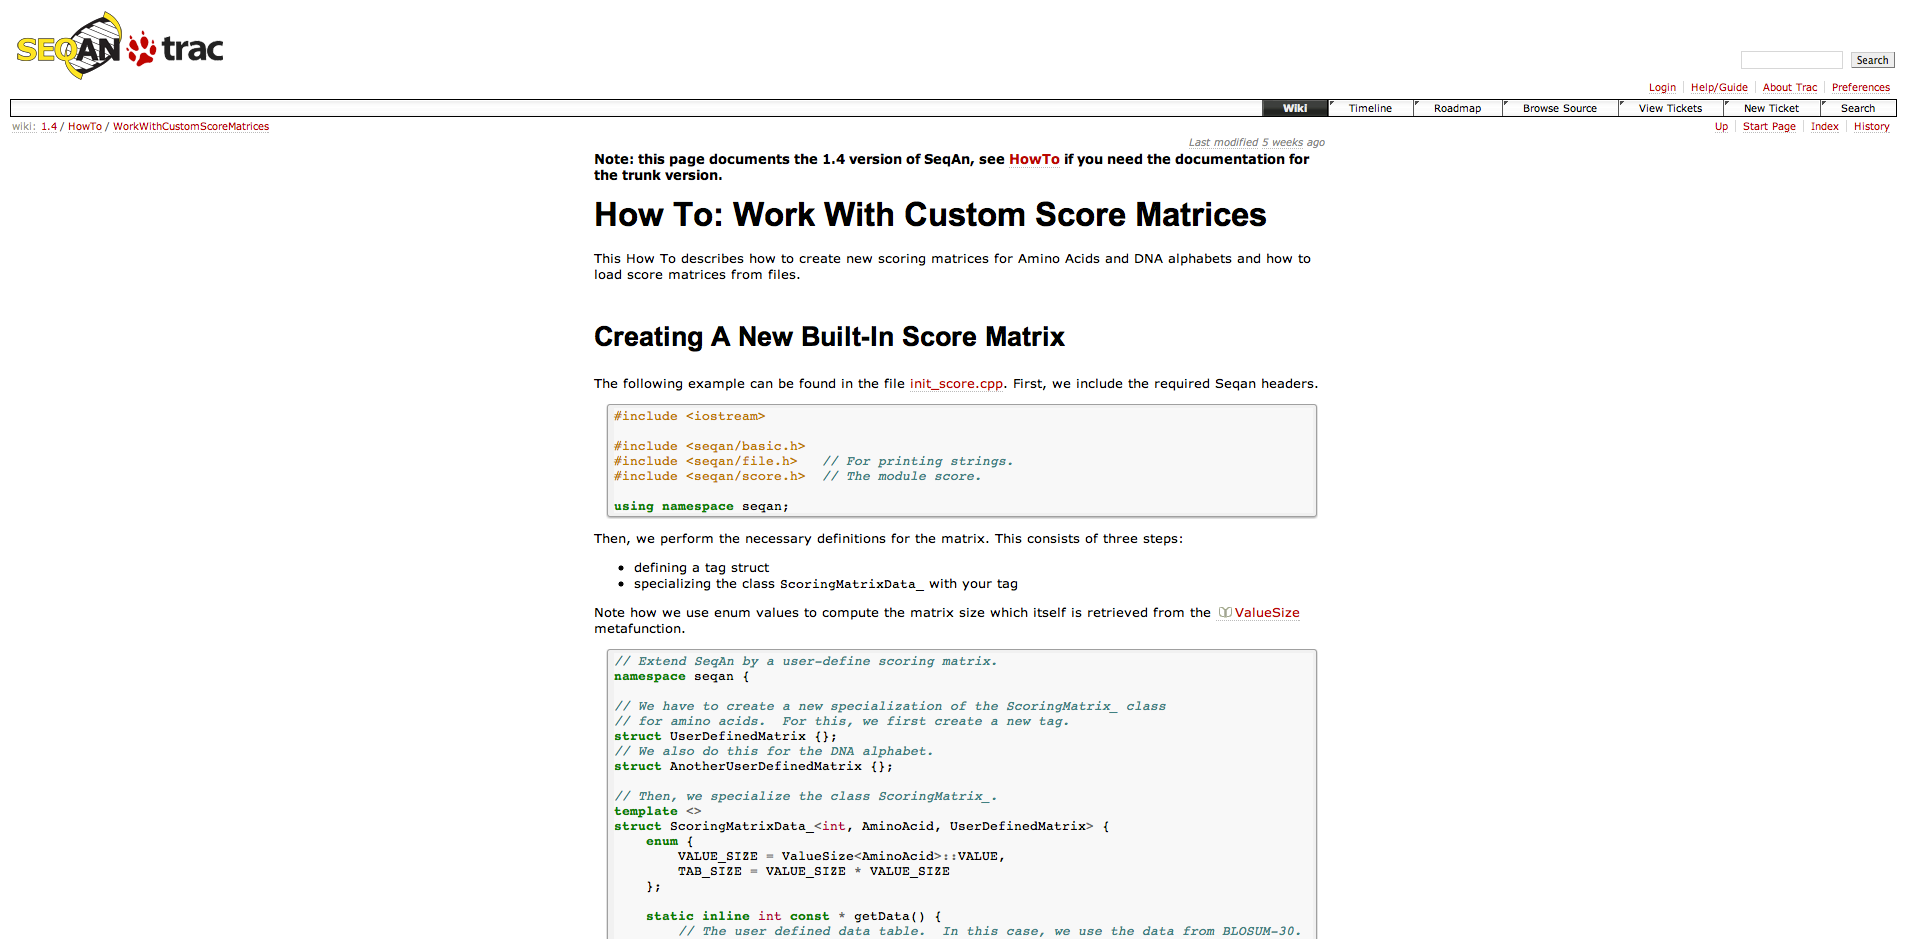 SEQAN trac
Search
Login Help/Guide About Trac Preferences
Wiki Timeline Roadmap Browse Source View Tickets New Ticket Search
wiki: 1.4 / HowTo / WorkWithCustomScoreMatrices
Up Start Page Index History
Last modified 5 weeks ago
Note: this page documents the 1.4 version of SeqAn, see HowTo if you need the documentation for
the trunk version.
How To: Work With Custom Score Matrices
This How To describes how to create new scoring matrices for Amino Acids and DNA alphabets and how to
load score matrices from files.
Creating A New Built-In Score Matrix
The following example can be found in the file init_score.cpp. First, we include the required Seqan headers.
#include <iostream>
#include <seqan/basic.h>
#include <seqan/file.h>   // For printing strings.
#include <seqan/score.h>  // The module score.
using namespace seqan;
Then, we perform the necessary definitions for the matrix. This consists of three steps:
• defining a tag struct
• specializing the class ScoringMatrixData_ with your tag
Note how we use enum values to compute the matrix size which itself is retrieved from the ValueSize
metafunction.
// Extend SeqAn by a user-define scoring matrix.
namespace seqan {
// We have to create a new specialization of the ScoringMatrix_ class
// for amino acids.  For this, we first create a new tag.
struct UserDefinedMatrix {};
// We also do this for the DNA alphabet.
struct AnotherUserDefinedMatrix {};
// Then, we specialize the class ScoringMatrix_.
template <>
struct ScoringMatrixData_<int, AminoAcid, UserDefinedMatrix> {
    enum {
        VALUE_SIZE = ValueSize<AminoAcid>::VALUE,
        TAB_SIZE = VALUE_SIZE * VALUE_SIZE
    };
    static inline int const * getData() {
        // The user defined data table.  In this case, we use the data from BLOSUM-30.